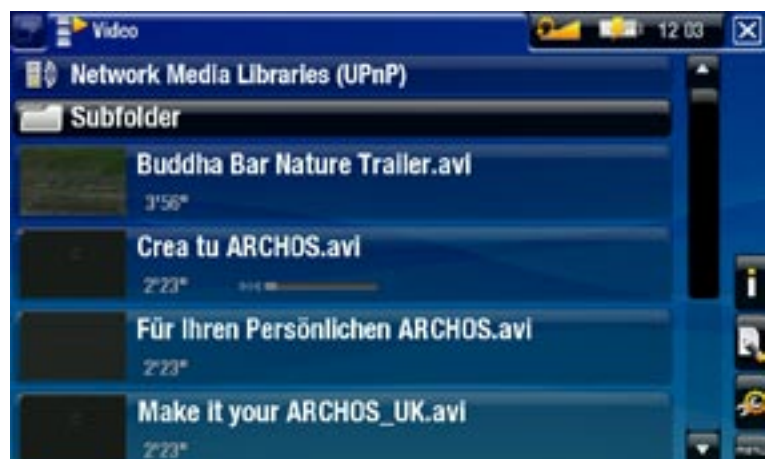 Video
12 03
Network Media Libraries (UPnP)
Subfolder
Buddha Bar Nature Trailer.avi
3'56"
Crea tu ARCHOS.avi
2'23"
Für Ihren Persönlichen ARCHOS.avi
2'23"
Make it your ARCHOS_UK.avi
2'23"